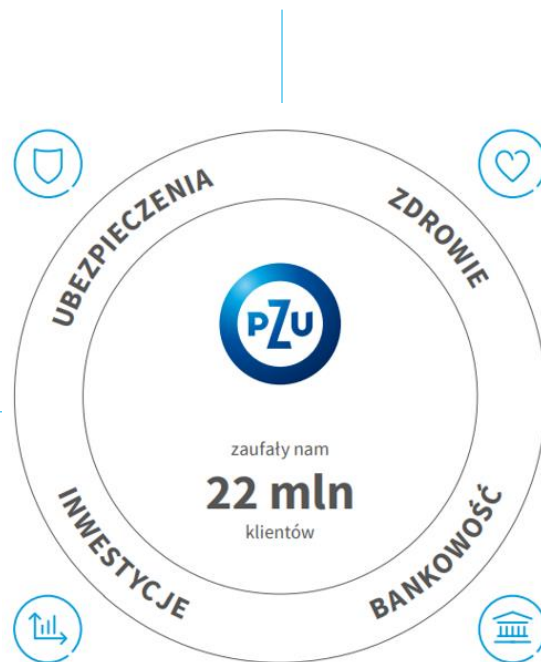 UBEZPIECZENIA
ZDROWIE
PZU
zaufały nam
22 mln
klientów
INWESTYCJE
BANKOWOŚĆ